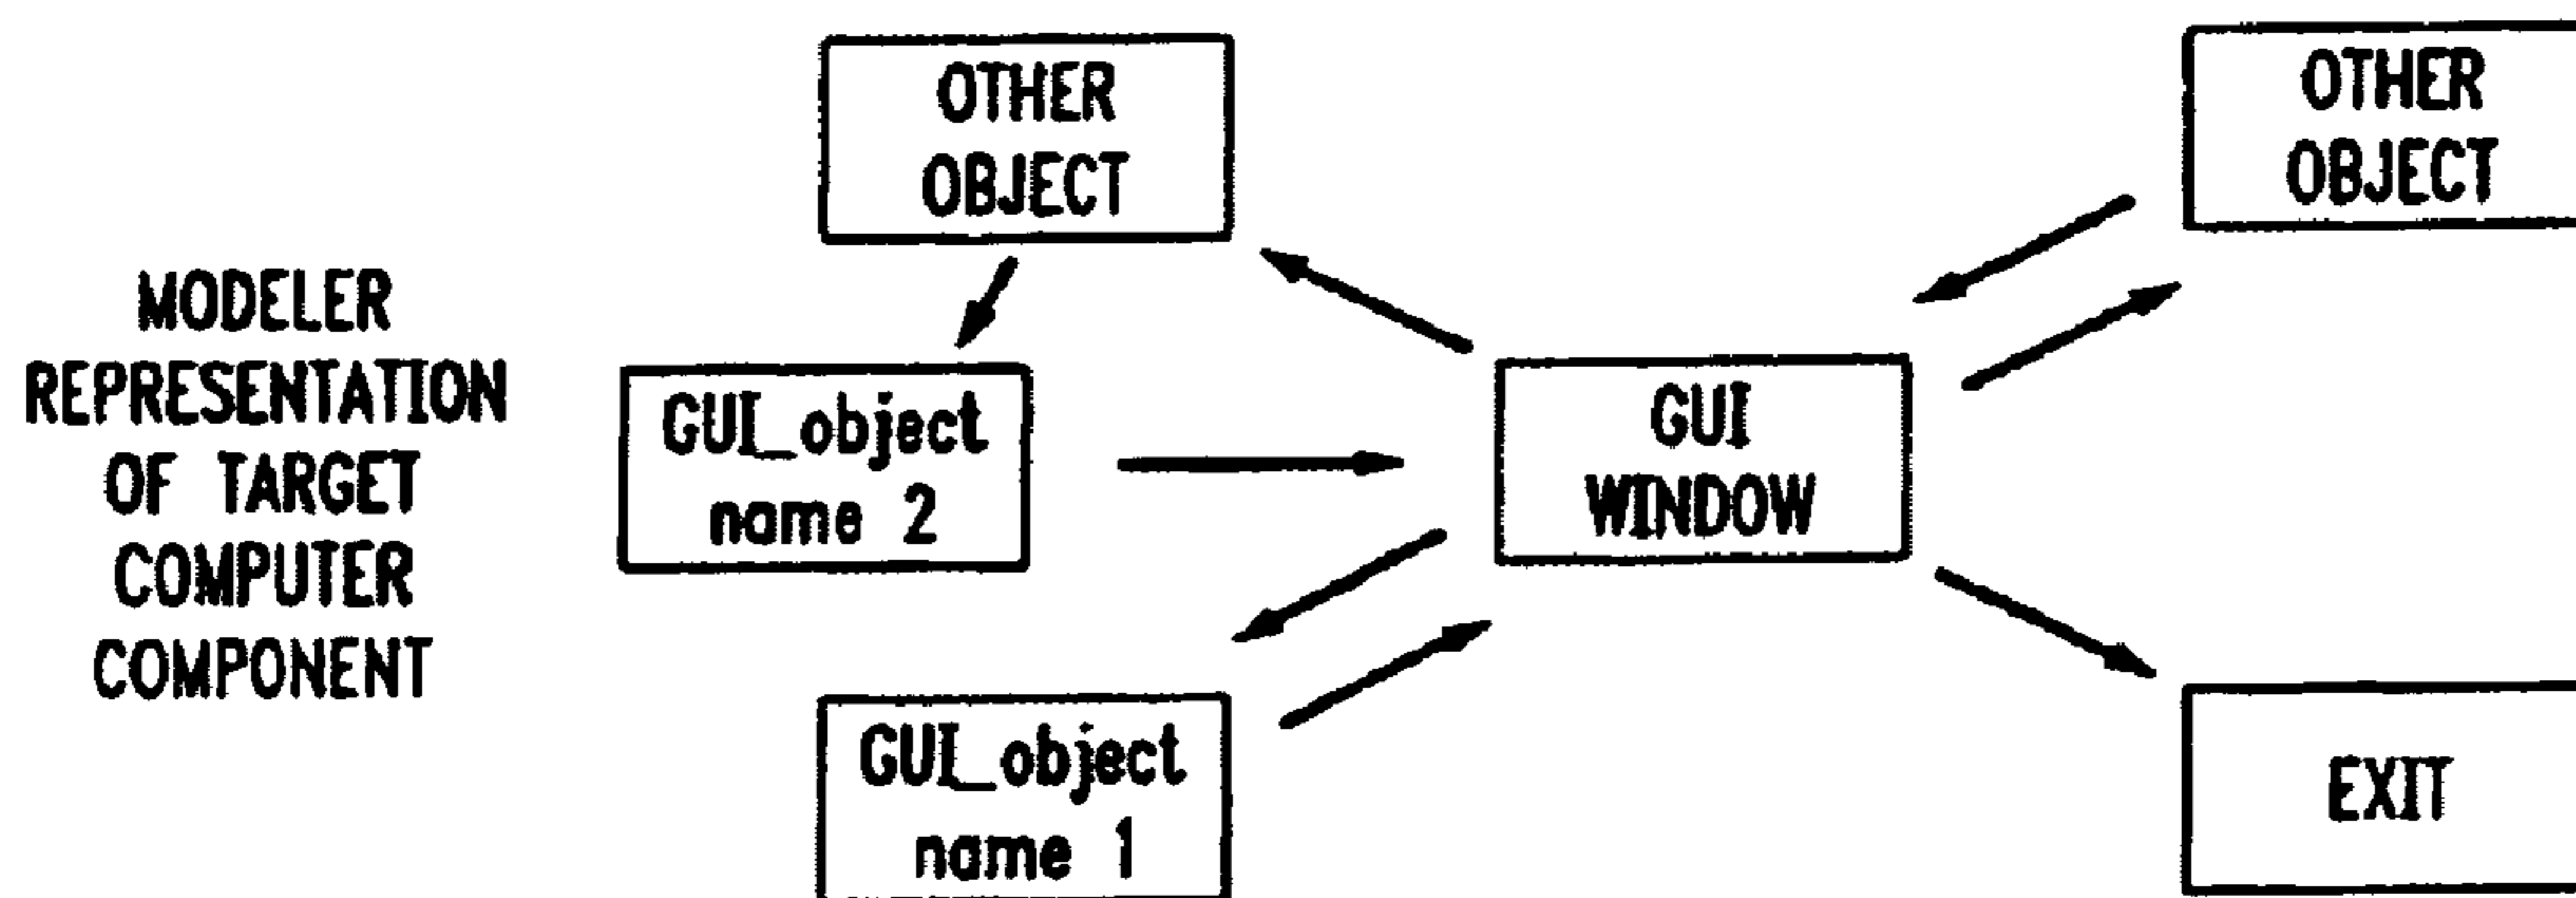 MODELER
REPRESENTATION
OF TARGET
COMPUTER
COMPONENT
OTHER
OBJECT
OTHER
OBJECT
GUI_object
name 2
GUI
WINDOW
GUI_object
name 1
EXIT